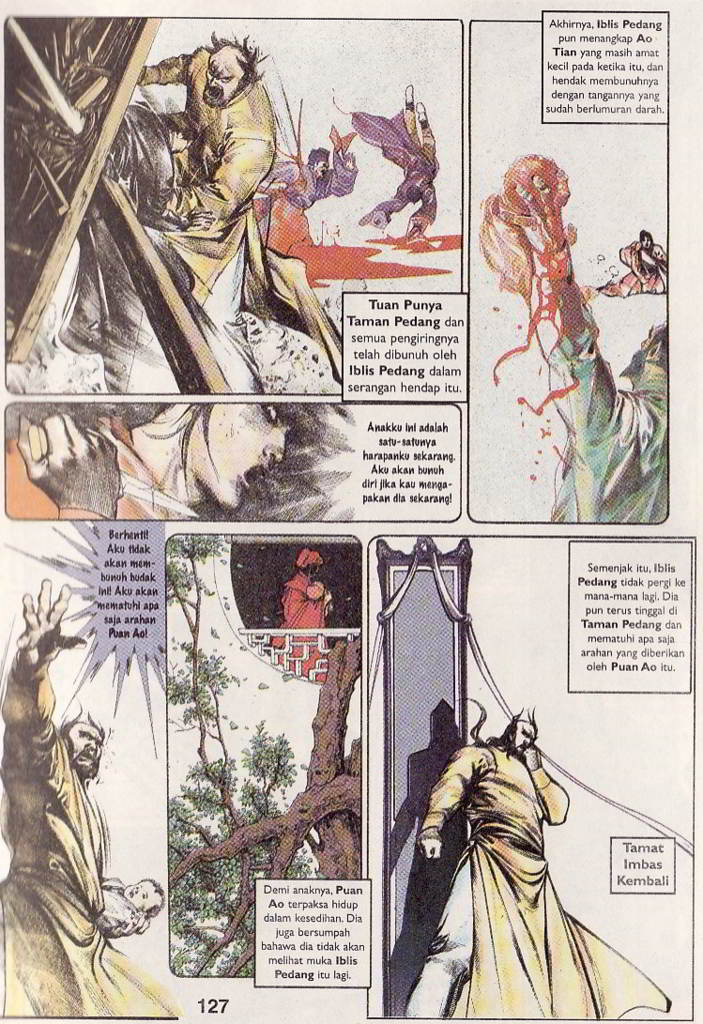 Tuan Punya
Taman Pedang dan
semua pengiringnya
telah dibunuh oleh
Iblis Pedang dalam
serangan hendap itu.
Akhirnya, Iblis Pedang
pun menangkap Ao
Tian yang masih amat
kecil pada ketika itu, dan
hendak membunuhnya
dengan tangannya yang
sudah berlumuran darah.
Anakku ini adalah
satu-satunya
harapanku sekarang.
Aku akan bunuh
diri jika kau menga-
pakan dia sekarang!
Berhenti!
Aku tidak
akan mem-
bunuh budak
ini! Aku akan
mematuhi apa
saja arahan
Puan Ao!
Demi anaknya, Puan
Ao terpaksa hidup
dalam kesedihan. Dia
juga bersumpah
bahawa dia tidak akan
melihat muka Iblis
Pedang itu lagi.
Semenjak itu, Iblis
Pedang tidak pergi ke
mana-mana lagi. Dia
pun terus tinggal di
Taman Pedang dan
mematuhi apa saja
arahan yang diberikan
oleh Puan Ao itu.
Tamat
Imbas
Kembali
127